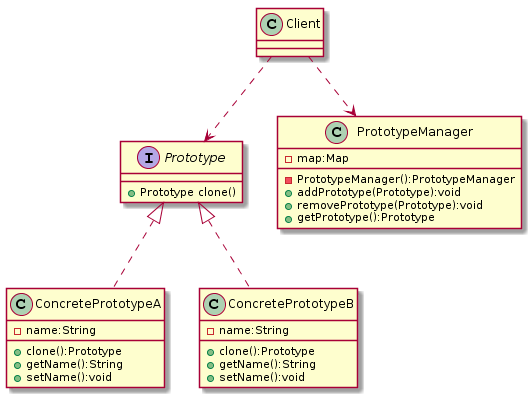 C Client
I Prototype
Prototype clone()
C PrototypeManager
map:Map
PrototypeManager():PrototypeManager
addPrototype(Prototype):void
removePrototype(Prototype):void
getPrototype():Prototype
C ConcretePrototypeA
name:String
clone():Prototype
getName():String
setName():void
C ConcretePrototypeB
name:String
clone():Prototype
getName():String
setName():void